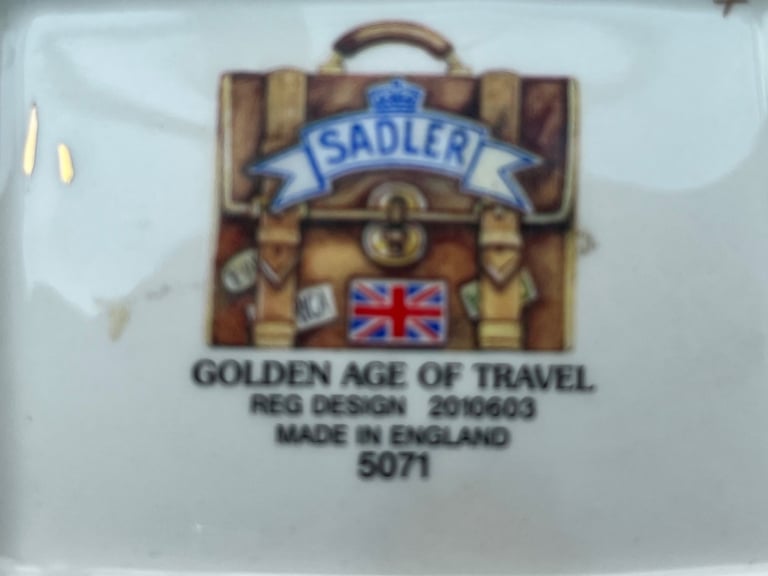 SADLER
GOLDEN AGE OF TRAVEL
REG DESIGN 2010603
MADE IN ENGLAND
5071